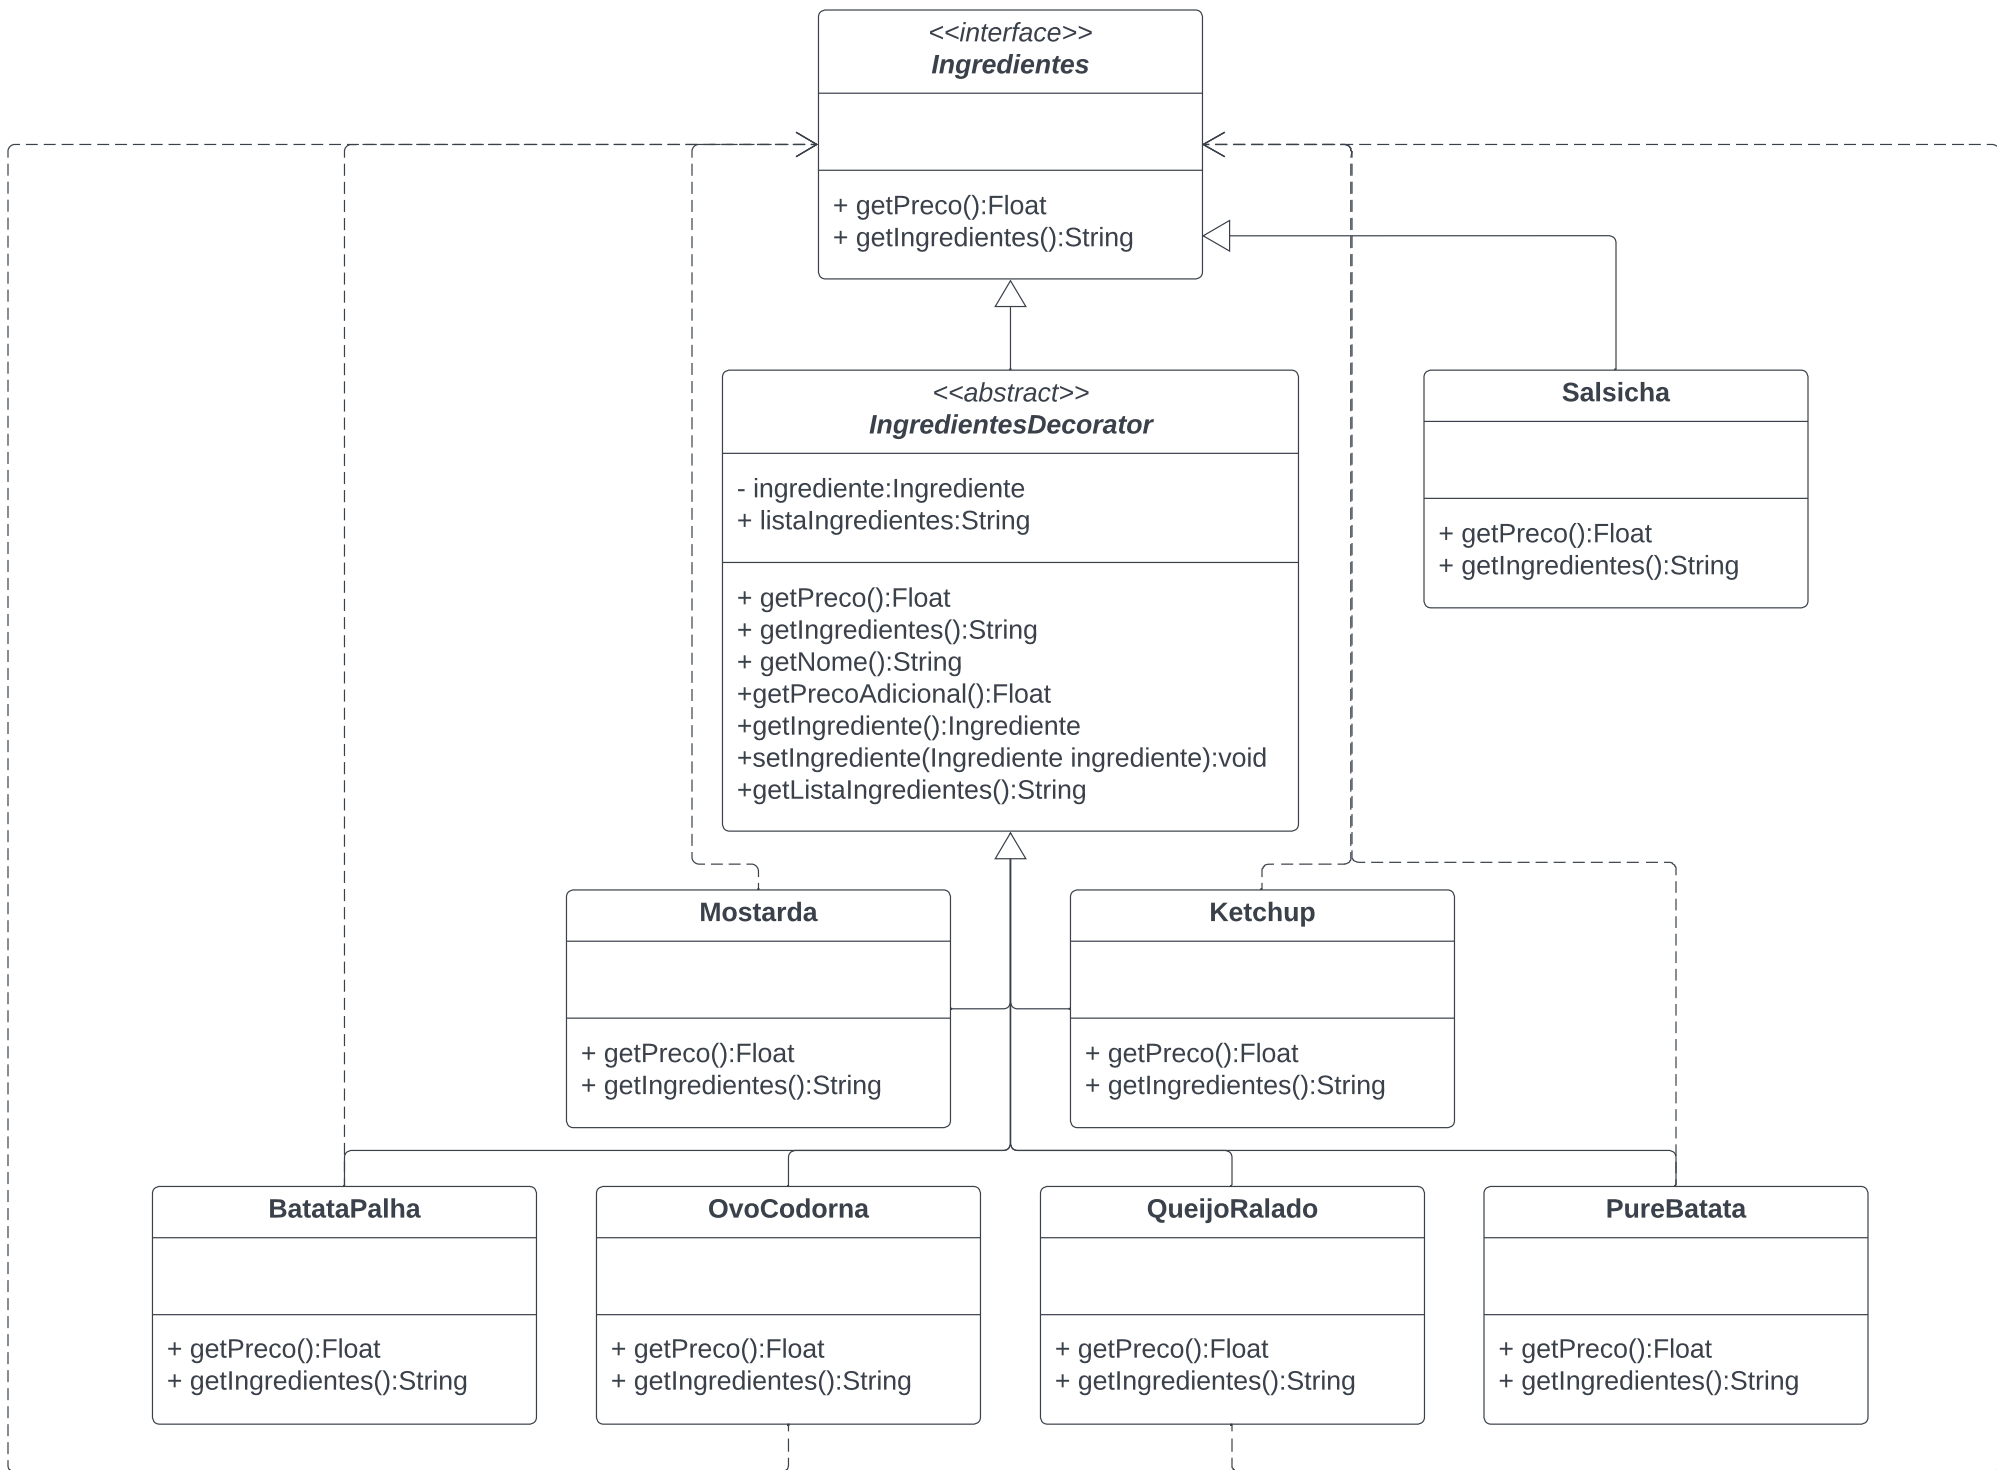 <<interface>>
Ingredientes
+ getPreco():Float
+ getIngredientes():String
<<abstract>>
IngredientesDecorator
- ingrediente:Ingrediente
+ listaIngredientes:String
+ getPreco():Float
+ getIngredientes():String
+ getNome():String
+getPrecoAdicional():Float
+getIngrediente():Ingrediente
+setIngrediente(Ingrediente ingrediente):void
+getListaIngredientes():String
Salsicha
+ getPreco():Float
+ getIngredientes():String
Mostarda
+ getPreco():Float
+ getIngredientes():String
Ketchup
+ getPreco():Float
+ getIngredientes():String
BatataPalha
+ getPreco():Float
+ getIngredientes():String
OvoCodorna
+ getPreco():Float
+ getIngredientes():String
QueijoRalado
+ getPreco():Float
+ getIngredientes():String
PureBatata
+ getPreco():Float
+ getIngredientes():String